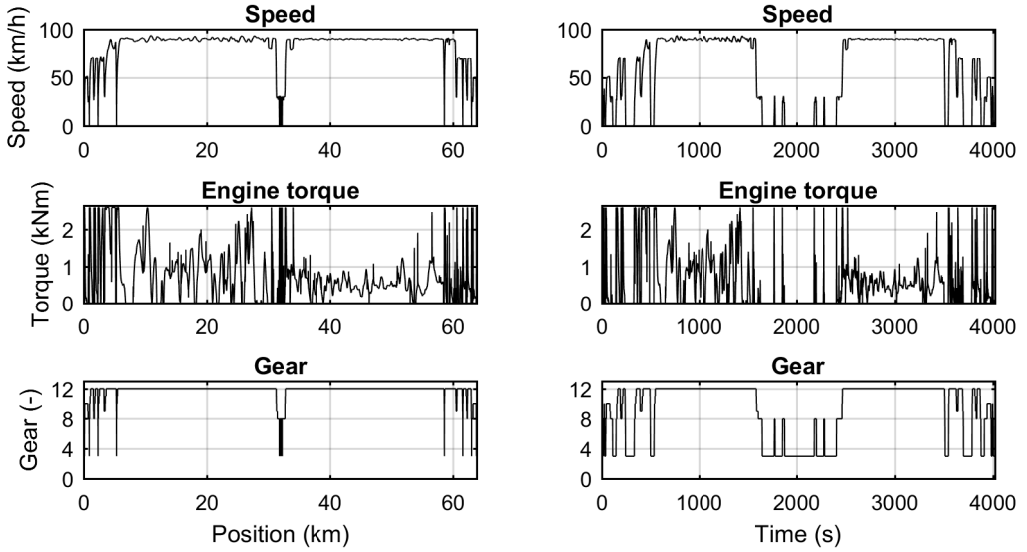 Speed
Speed (km/h)
100
50
0
0 20 40 60
Speed
100
50
0
0 1000 2000 3000 4000
Engine torque
Torque (kNm)
2
1
0
0 20 40 60
Engine torque
2
1
0
0 1000 2000 3000 4000
Gear
Gear (-)
12
8
4
0
0 20 40 60
Position (km)
Gear
12
8
4
0
0 1000 2000 3000 4000
Time (s)